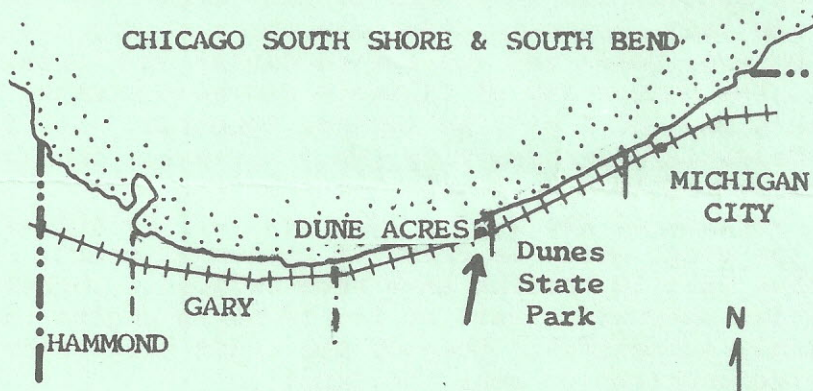 CHICAGO SOUTH SHORE & SOUTH BEND
DUNE ACRES
MICHIGAN
CITY
Dunes
State
Park
GARY
HAMMOND
N